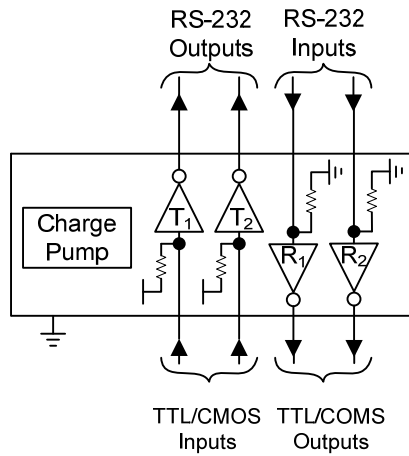 RS-232
Outputs
RS-232
Inputs
Charge
Pump
T1
T2
R1
R2
TTL/CMOS
Inputs
TTL/COMS
Outputs